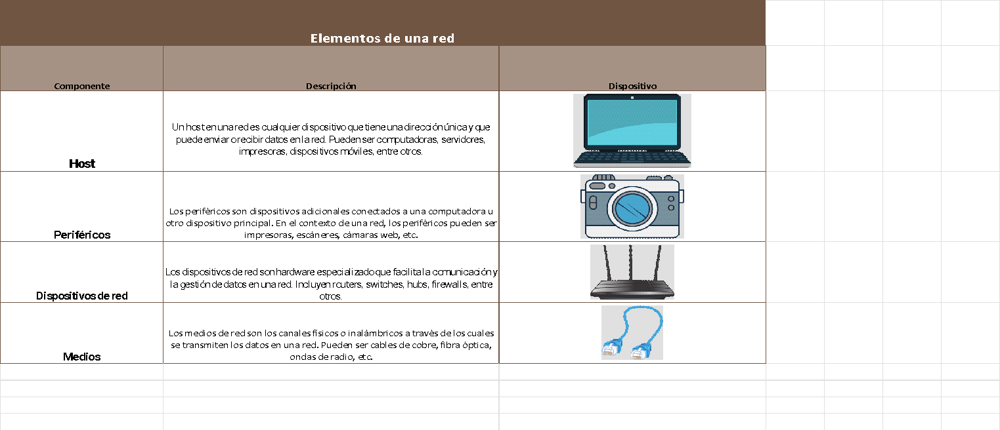 Elementos de una red
Componente
Descripción
Dispositivo
Un host en una red es cualquier dispositivo que tiene una dirección única y que
puede enviar o recibir datos en la red. Pueden ser computadoras, servidores,
impresoras, dispositivos móviles, entre otros.
Host
Los periféricos son dispositivos adicionales conectados a una computadora u
otro dispositivo principal. En el contexto de una red, los periféricos pueden ser
impresoras, escáneres, cámaras web, etc.
Periféricos
Los dispositivos de red son hardware especializado que facilita la comunicación y
la gestión de datos en una red. Incluyen routers, switches, hubs, firewalls, entre
otros.
Dispositivos de red
Los medios de red son los canales físicos o inalámbricos a través de los cuales
se transmiten los datos en una red. Pueden ser cables de cobre, fibra óptica,
ondas de radio, etc.
Medios